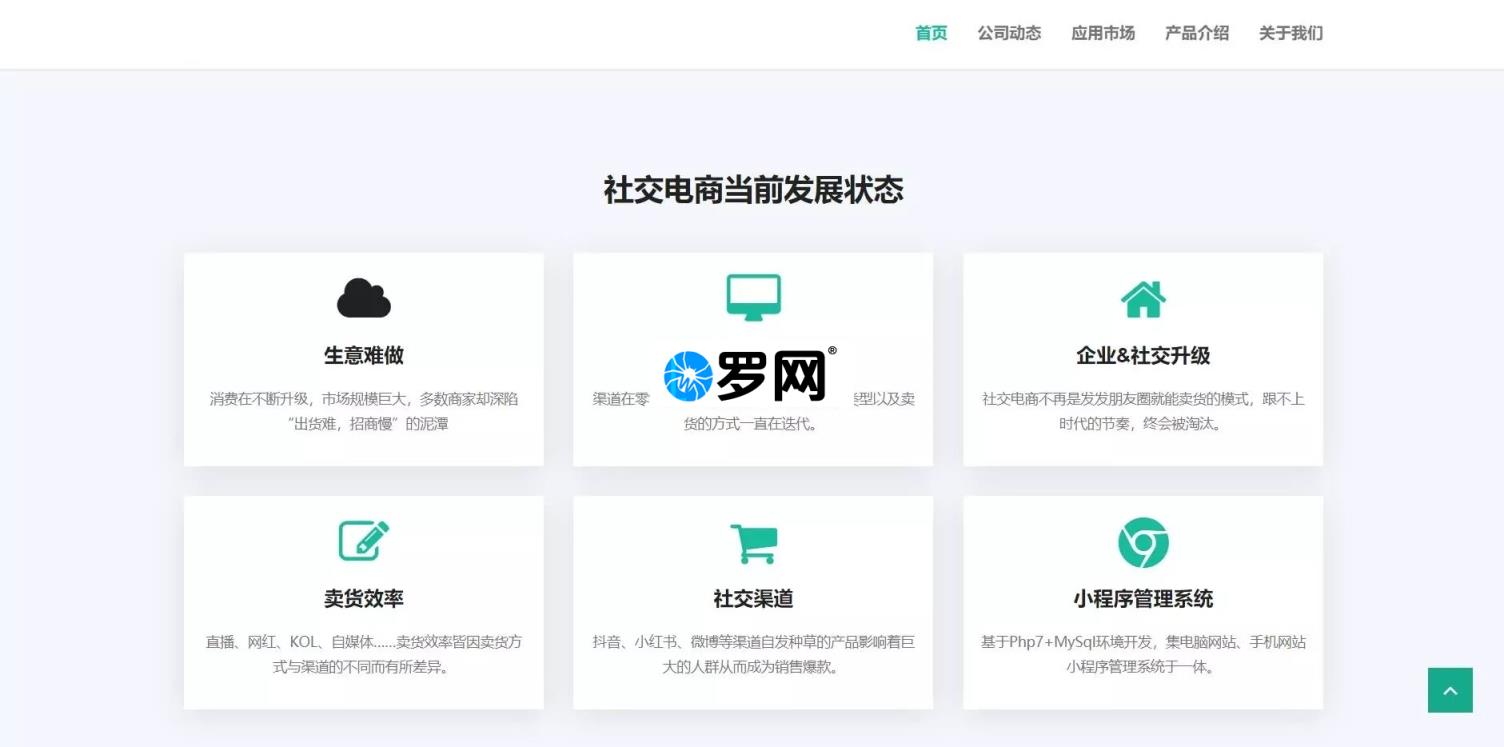 首页 公司动态 应用市场 产品介绍 关于我们
社交电商当前发展状态
生意难做
消费在不断升级，市场规模巨大，多数商家却深陷
“出货难，招商慢”的泥潭
罗网®
渠道在零 类型以及卖
货的方式一直在迭代。
企业&社交升级
社交电商不再是发发朋友圈就能卖货的模式，跟不上
时代的节奏，终会被淘汰。
卖货效率
直播、网红、KOL、自媒体......卖货效率皆因卖货方
式与渠道的不同而有所差异。
社交渠道
抖音、小红书、微博等渠道自发种草的产品影响着巨
大的人群从而成为销售爆款。
小程序管理系统
基于Php7+MySql环境开发，集电脑网站、手机网站
小程序管理系统于一体。